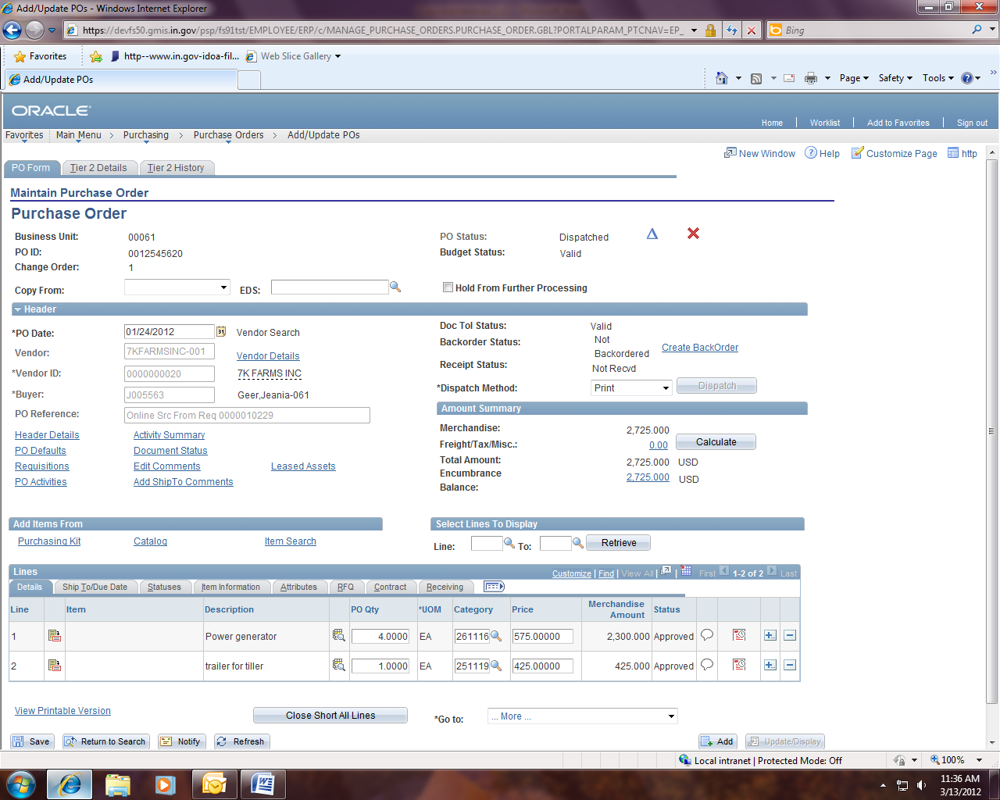 Add/Update POs - Windows Internet Explorer
https://devfs50.gmis.in.gov/psp/fs91tst/EMPLOYEE/ERP/c/MANAGE_PURCHASE_ORDERS.PURCHASE_ORDER.GBL?PORTALPARAM_PTCNAV=EP_ Bing
Favorites http--www.in.gov-idoa-fil... Web Slice Gallery
Add/Update POs Page Safety Tools
ORACLE
Home Worklist Add to Favorites Sign out
Favorites Main Menu > Purchasing > Purchase Orders > Add/Update POs
New Window Help Customize Page http
PO Form Tier 2 Details Tier 2 History
Maintain Purchase Order
Purchase Order
Business Unit: 00061 PO Status: Dispatched
PO ID: 0012545620 Budget Status: Valid
Change Order: 1
Copy From: EDS: Hold From Further Processing
Header
*PO Date: 01/24/2012 31 Vendor Search Doc Tol Status: Valid
Vendor: 7KFARMSINC-001 Vendor Details Backorder Status: Not Backordered Create BackOrder
*Vendor ID: 0000000020 7K FARMS INC Receipt Status: Not Recvd
*Buyer: J005563 Geer,Jeania-061 *Dispatch Method: Print Dispatch
PO Reference: Online Src From Req 0000010229 Amount Summary
Header Details Activity Summary Merchandise: 2,725.000
PO Defaults Document Status Freight/Tax/Misc.: 0.00 Calculate
Requisitions Edit Comments Leased Assets Total Amount: 2,725.000 USD
PO Activities Add ShipTo Comments Encumbrance Balance: 2,725.000 USD
Add Items From Select Lines To Display
Purchasing Kit Catalog Item Search Line: To: Retrieve
Lines Customize | Find | View All | | First 1-2 of 2 Last
Details Ship To/Due Date Statuses Item Information Attributes RFQ Contract Receiving
Line Item Description PO Qty *UOM Category Price Merchandise Amount Status
1 Power generator 4.0000 EA 261116 575.00000 2,300.000 Approved
2 trailer for tiller 1.0000 EA 251119 425.00000 425.000 Approved
View Printable Version Close Short All Lines *Go to: ... More ...
Save Return to Search Notify Refresh Add Update/Display
Local intranet | Protected Mode: Off 100%
11:36 AM
3/13/2012